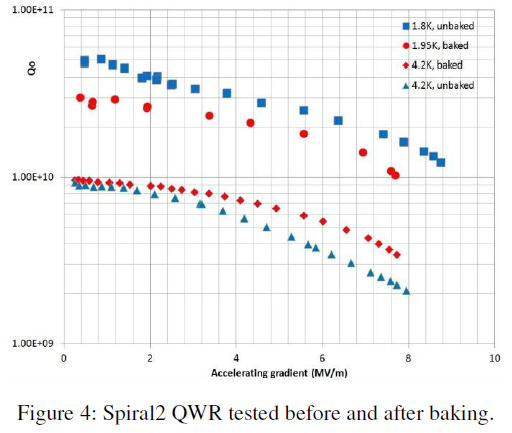 1.00E+11
1.8K, unbaked
1.95K, baked
4.2K, baked
4.2K, unbaked
Qo
1.00E+10
1.00E+09
0 2 4 6 8 10
Accelerating gradient (MV/m)
Figure 4: Spiral2 QWR tested before and after baking.